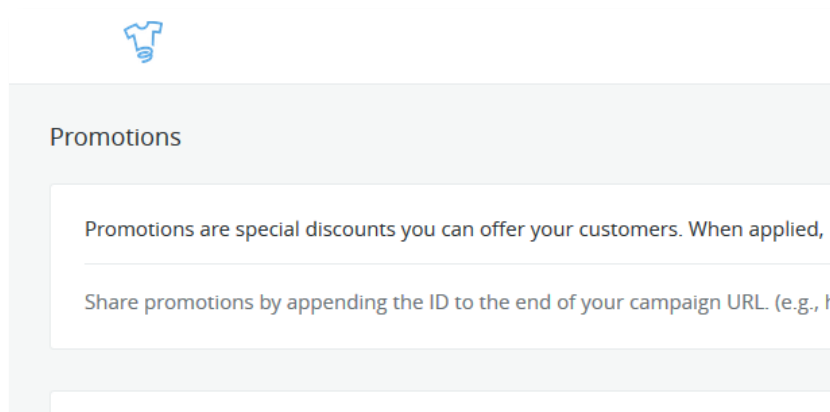 Promotions
Promotions are special discounts you can offer your customers. When applied,
Share promotions by appending the ID to the end of your campaign URL. (e.g.,